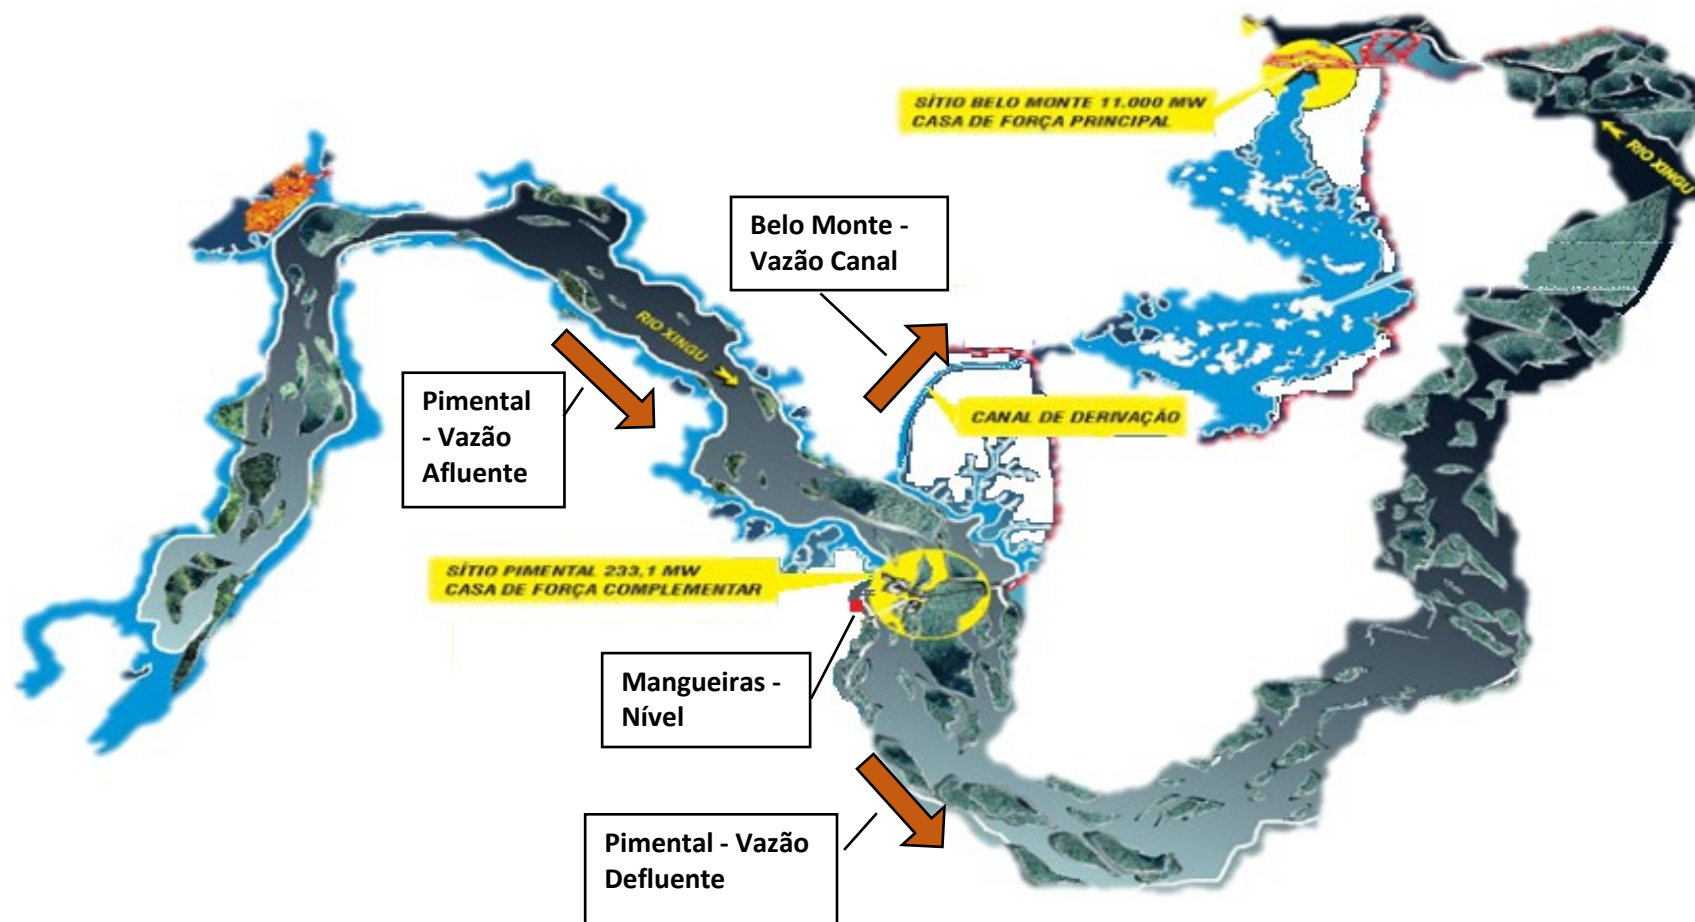 SÍTIO BELO MONTE 11.000 MW
CASA DE FORÇA PRINCIPAL
RIO XINGU
Belo Monte -
Vazão Canal
RIO XINGU
Pimental
- Vazão
Afluente
CANAL DE DERIVAÇÃO
SÍTIO PIMENTAL 233,1 MW
CASA DE FORÇA COMPLEMENTAR
Mangueiras -
Nível
Pimental - Vazão
Defluente